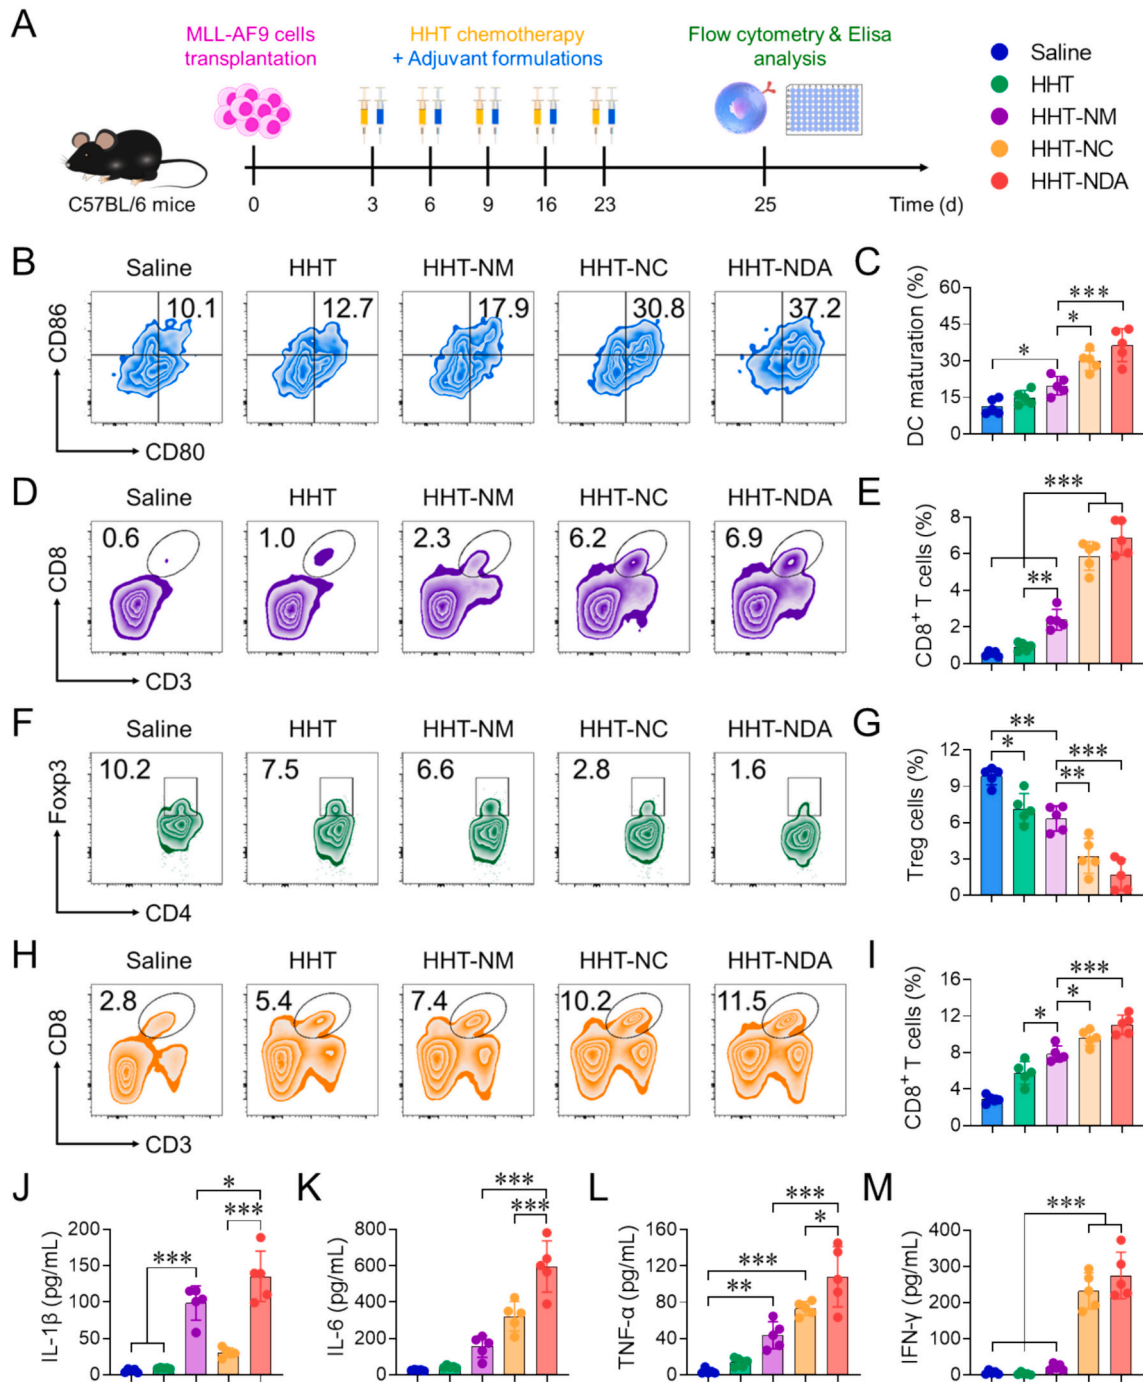 A
MLL-AF9 cells
transplantation
HHT chemotherapy
+ Adjuvant formulations
Flow cytometry & Elisa
analysis
C57BL/6 mice
0 3 6 9 16 23 25 Time (d)
Saline
HHT
HHT-NM
HHT-NC
HHT-NDA
B
Saline HHT HHT-NM HHT-NC HHT-NDA
10.1 12.7 17.9 30.8 37.2
CD86
CD80
C
DC maturation (%)
60
45
30
15
0
* * ***
D
Saline HHT HHT-NM HHT-NC HHT-NDA
0.6 1.0 2.3 6.2 6.9
CD8
CD3
E
CD8+ T cells (%)
8
6
4
2
0
*** **
F
Saline HHT HHT-NM HHT-NC HHT-NDA
10.2 7.5 6.6 2.8 1.6
Foxp3
CD4
G
Treg cells (%)
12
9
6
3
0
** * *** **
H
Saline HHT HHT-NM HHT-NC HHT-NDA
2.8 5.4 7.4 10.2 11.5
CD8
CD3
I
CD8+ T cells (%)
16
12
8
4
0
* * ***
J
IL-1β (pg/mL)
200
150
100
50
0
*** * ***
K
IL-6 (pg/mL)
800
600
400
200
0
*** ***
L
TNF-α (pg/mL)
160
120
80
40
0
** *** *** *
M
IFN-γ (pg/mL)
400
300
200
100
0
***